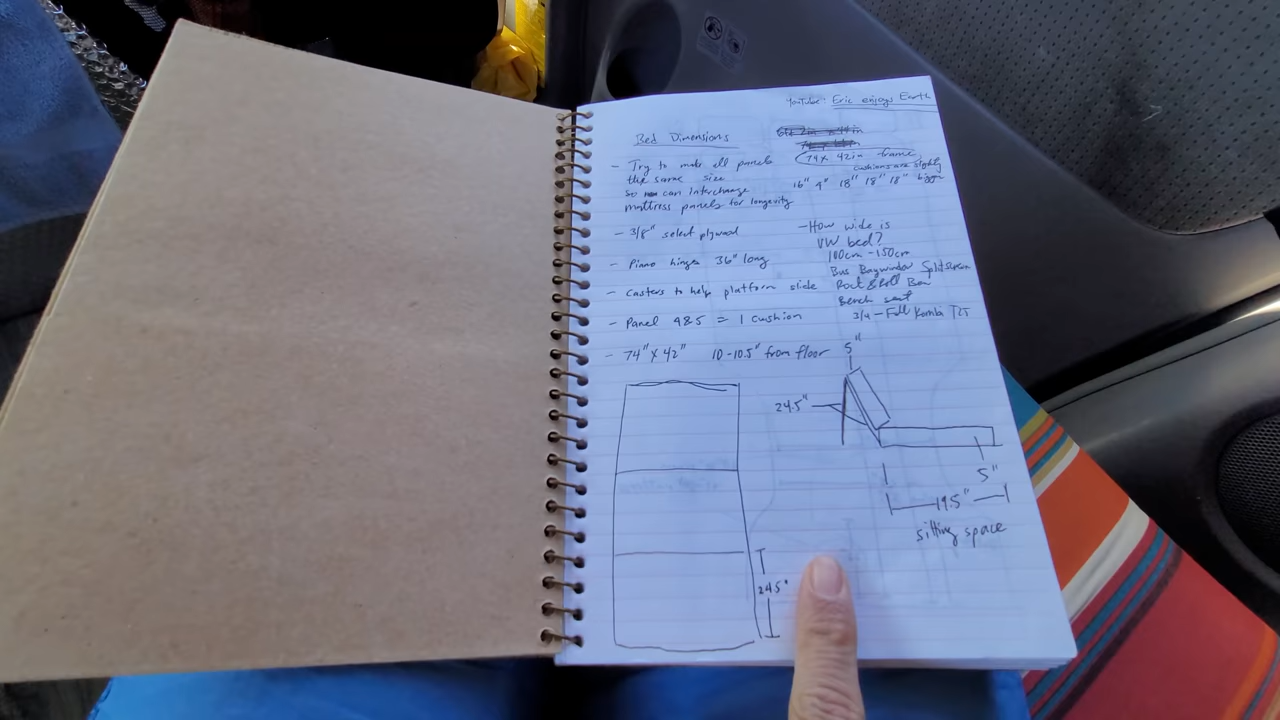 YouTube: Eric enjoys Earth
Bed Dimensions
- Try to make all panels
the same size
so can interchange
mattress panels for longevity
- 3/8" select plywood
- Piano hinges 36" long
- Casters to help platform slide
- Panel 4&5 = 1 cushion
- 74" x 42" 10-10.5" from floor
74 x 42in frame
cushions are slightly
bigger
16" 9" 18" 18" 18"
- How wide is
VW bed?
100cm - 150cm
Bus Baywindow Splitscreen
Rock & Roll Bed
Bench seat
3/4 - Full Kombi
5"
24.5"
5"
19.5"
sitting space
24.5"